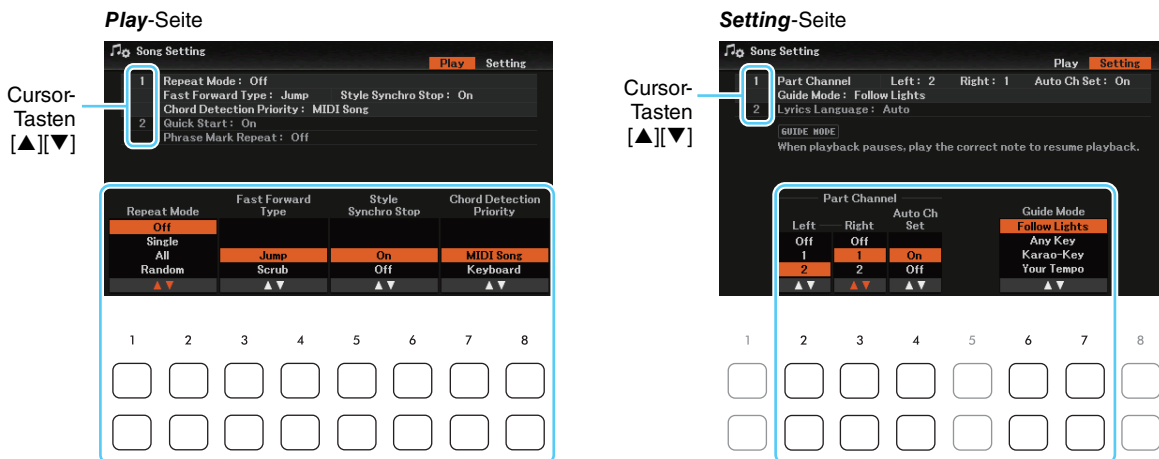 Play-Seite
Song Setting
Play Setting
1 Repeat Mode : Off
Fast Forward Type : Jump Style Synchro Stop : On
Chord Detection Priority : MIDI Song
2 Quick Start : On
Phrase Mark Repeat : Off
Cursor-
Tasten
[▲][▼]
Repeat Mode Fast Forward Type Style Synchro Stop Chord Detection Priority
Off
Single
All Jump On MIDI Song
Random Scrub Off Keyboard
▲▼ ▲▼ ▲▼ ▲▼
1 2 3 4 5 6 7 8
Setting-Seite
Song Setting
Play Setting
1 Part Channel Left : 2 Right : 1 Auto Ch Set : On
Guide Mode : Follow Lights
2 Lyrics Language : Auto
GUIDE MODE
When playback pauses, play the correct note to resume playback.
Cursor-
Tasten
[▲][▼]
Part Channel
Left Right Auto Ch Set Guide Mode
Off Off Follow Lights
1 1 On Any Key
2 2 Off Karao-Key
Your Tempo
▲▼ ▲▼ ▲▼ ▲▼
1 2 3 4 5 6 7 8